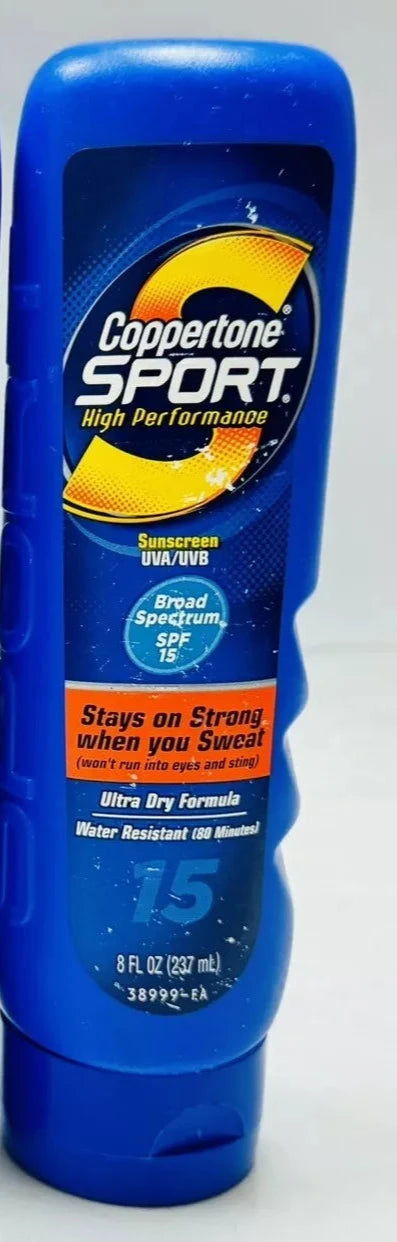 Coppertone®
SPORT®
High Performance
Sunscreen
UVA/UVB
Broad
Spectrum
SPF
15
Stays on Strong
when you Sweat
(won't run into eyes and sting)
Ultra Dry Formula
Water Resistant (80 Minutes)
15
8 FL OZ (237 mL)
38999-EA